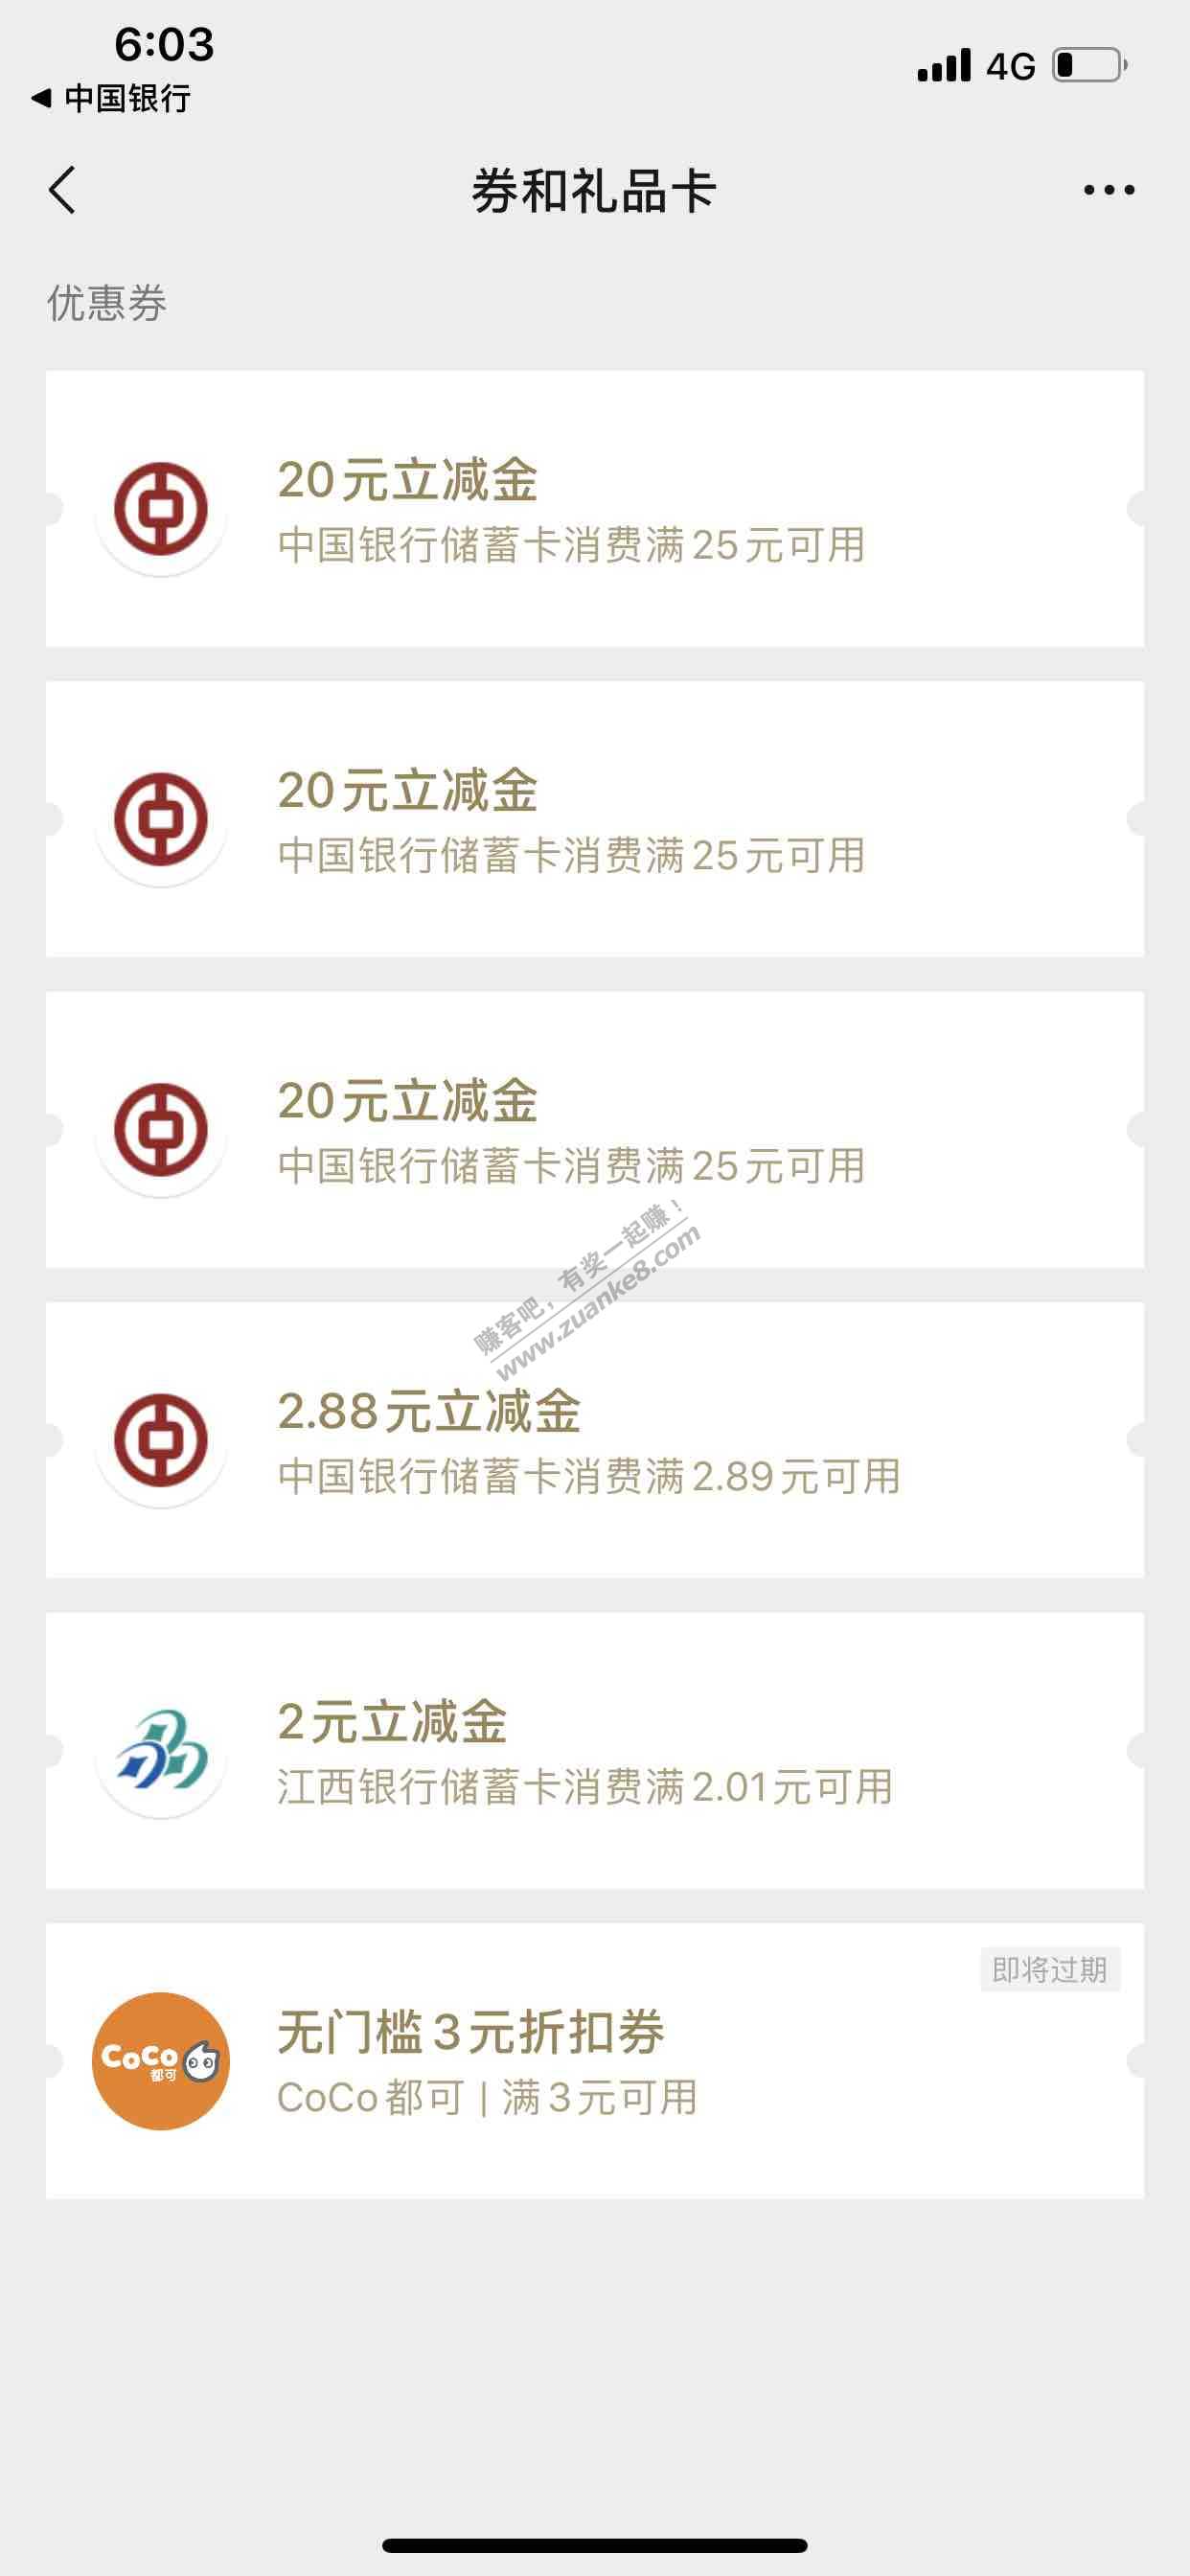 6:03
4G
中国银行
券和礼品卡
优惠券
20元立减金
中国银行储蓄卡消费满25元可用
20元立减金
中国银行储蓄卡消费满25元可用
20元立减金
中国银行储蓄卡消费满25元可用
赚客吧，有奖一起赚！
www.zuanke8.com
2.88元立减金
中国银行储蓄卡消费满2.89元可用
2元立减金
江西银行储蓄卡消费满2.01元可用
即将过期
CoCo
都可
无门槛3元折扣券
CoCo都可 | 满3元可用